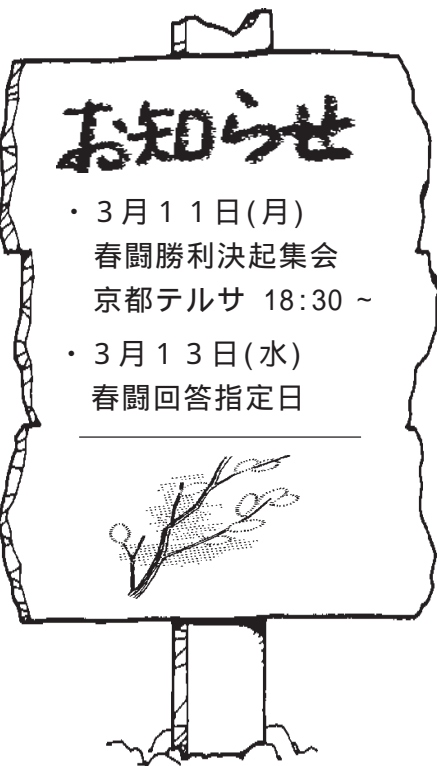 お知らせ
・３月１１日(月)
春闘勝利決起集会
京都テルサ 18:30 ~
・３月１３日(水)
春闘回答指定日